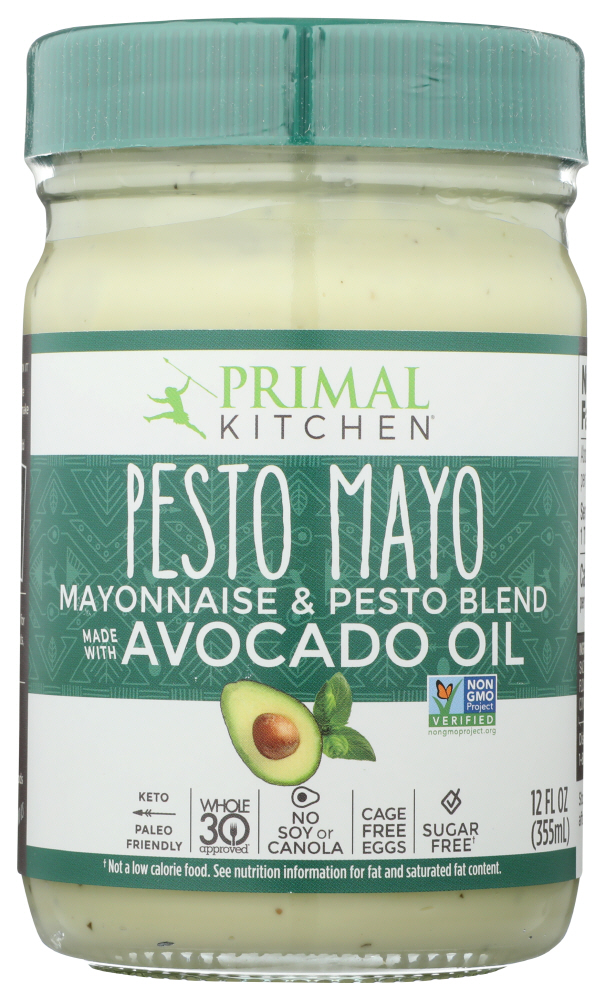 PRIMAL
KITCHEN®
PESTO MAYO
MAYONNAISE & PESTO BLEND
MADE WITH AVOCADO OIL
NON
GMO
Project
VERIFIED
nongmoproject.org
KETO
PALEO
FRIENDLY
WHOLE
30
approved
NO
SOY or
CANOLA
CAGE
FREE
EGGS
SUGAR
FREE†
12 FL OZ
(355mL)
†Not a low calorie food. See nutrition information for fat and saturated fat content.